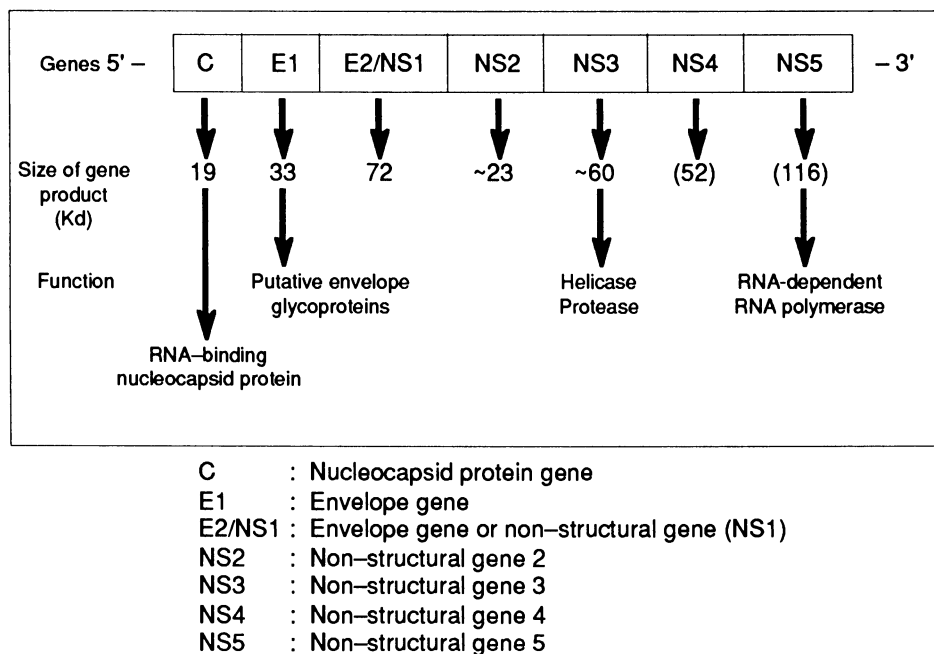 Genes 5' – C E1 E2/NS1 NS2 NS3 NS4 NS5 – 3'
Size of gene product (Kd) 19 33 72 ~23 ~60 (52) (116)
Function
Putative envelope glycoproteins
Helicase Protease
RNA-dependent RNA polymerase
RNA–binding nucleocapsid protein
C : Nucleocapsid protein gene
E1 : Envelope gene
E2/NS1 : Envelope gene or non–structural gene (NS1)
NS2 : Non–structural gene 2
NS3 : Non–structural gene 3
NS4 : Non–structural gene 4
NS5 : Non–structural gene 5